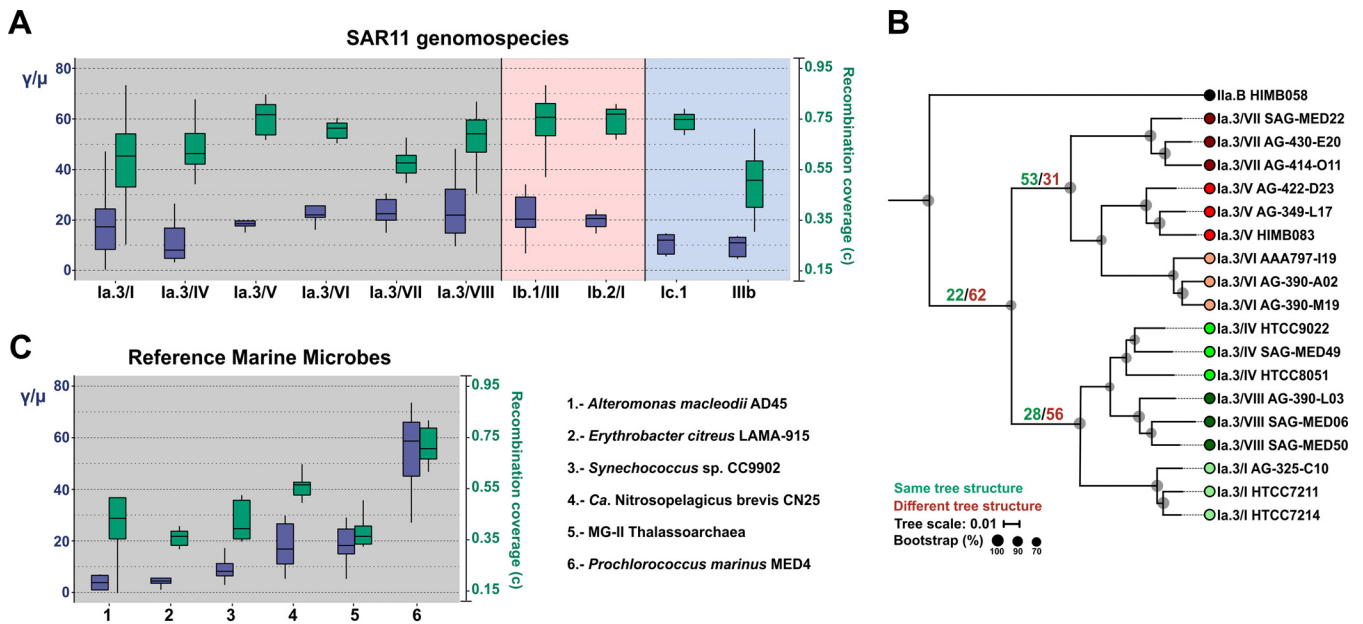 A
SAR11 genomospecies
γ/μ
80
60
40
20
0
0.95
0.75
0.55
0.35
0.15
Recombination coverage (c)
Ia.3/I Ia.3/IV Ia.3/V Ia.3/VI Ia.3/VII Ia.3/VIII Ib.1/III Ib.2/I Ic.1 IIIb
B
IIa.B HIMB058
Ia.3/VII SAG-MED22
Ia.3/VII AG-430-E20
Ia.3/VII AG-414-O11
Ia.3/V AG-422-D23
Ia.3/V AG-349-L17
Ia.3/V HIMB083
Ia.3/VI AAA797-I19
Ia.3/VI AG-390-A02
Ia.3/VI AG-390-M19
Ia.3/IV HTCC9022
Ia.3/IV SAG-MED49
Ia.3/IV HTCC8051
Ia.3/VIII AG-390-L03
Ia.3/VIII SAG-MED06
Ia.3/VIII SAG-MED50
Ia.3/I AG-325-C10
Ia.3/I HTCC7211
Ia.3/I HTCC7214
53/31
22/62
28/56
Same tree structure
Different tree structure
Tree scale: 0.01
Bootstrap (%)
100 90 70
C
Reference Marine Microbes
γ/μ
80
60
40
20
0
0.95
0.75
0.55
0.35
0.15
Recombination coverage (c)
1 2 3 4 5 6
1.- Alteromonas macleodii AD45
2.- Erythrobacter citreus LAMA-915
3.- Synechococcus sp. CC9902
4.- Ca. Nitrosopelagicus brevis CN25
5.- MG-II Thalassoarchaea
6.- Prochlorococcus marinus MED4